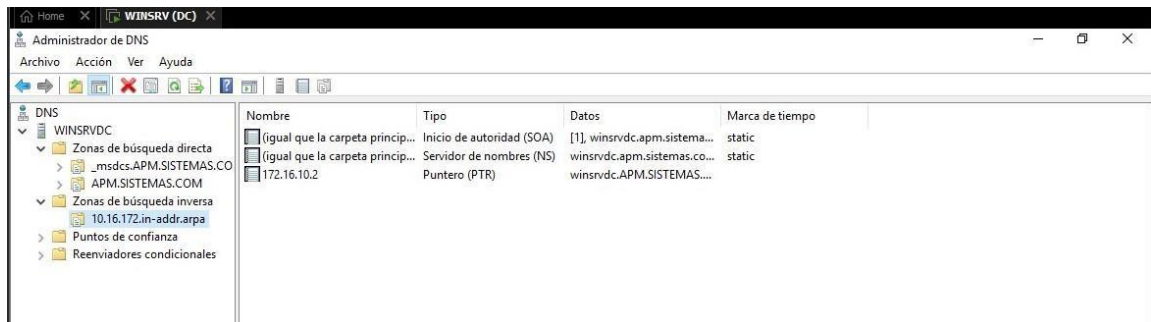 Home WINSRV (DC)
Administrador de DNS
Archivo Acción Ver Ayuda
DNS
WINSRVDC
Zonas de búsqueda directa
_msdcs.APM.SISTEMAS.CO
APM.SISTEMAS.COM
Zonas de búsqueda inversa
10.16.172.in-addr.arpa
Puntos de confianza
Reenviadores condicionales
Nombre Tipo Datos Marca de tiempo
(igual que la carpeta princip... Inicio de autoridad (SOA) [1], winsrvdc.apm.sistema... static
(igual que la carpeta princip... Servidor de nombres (NS) winsrvdc.apm.sistemas.co... static
172.16.10.2 Puntero (PTR) winsrvdc.APM.SISTEMAS....